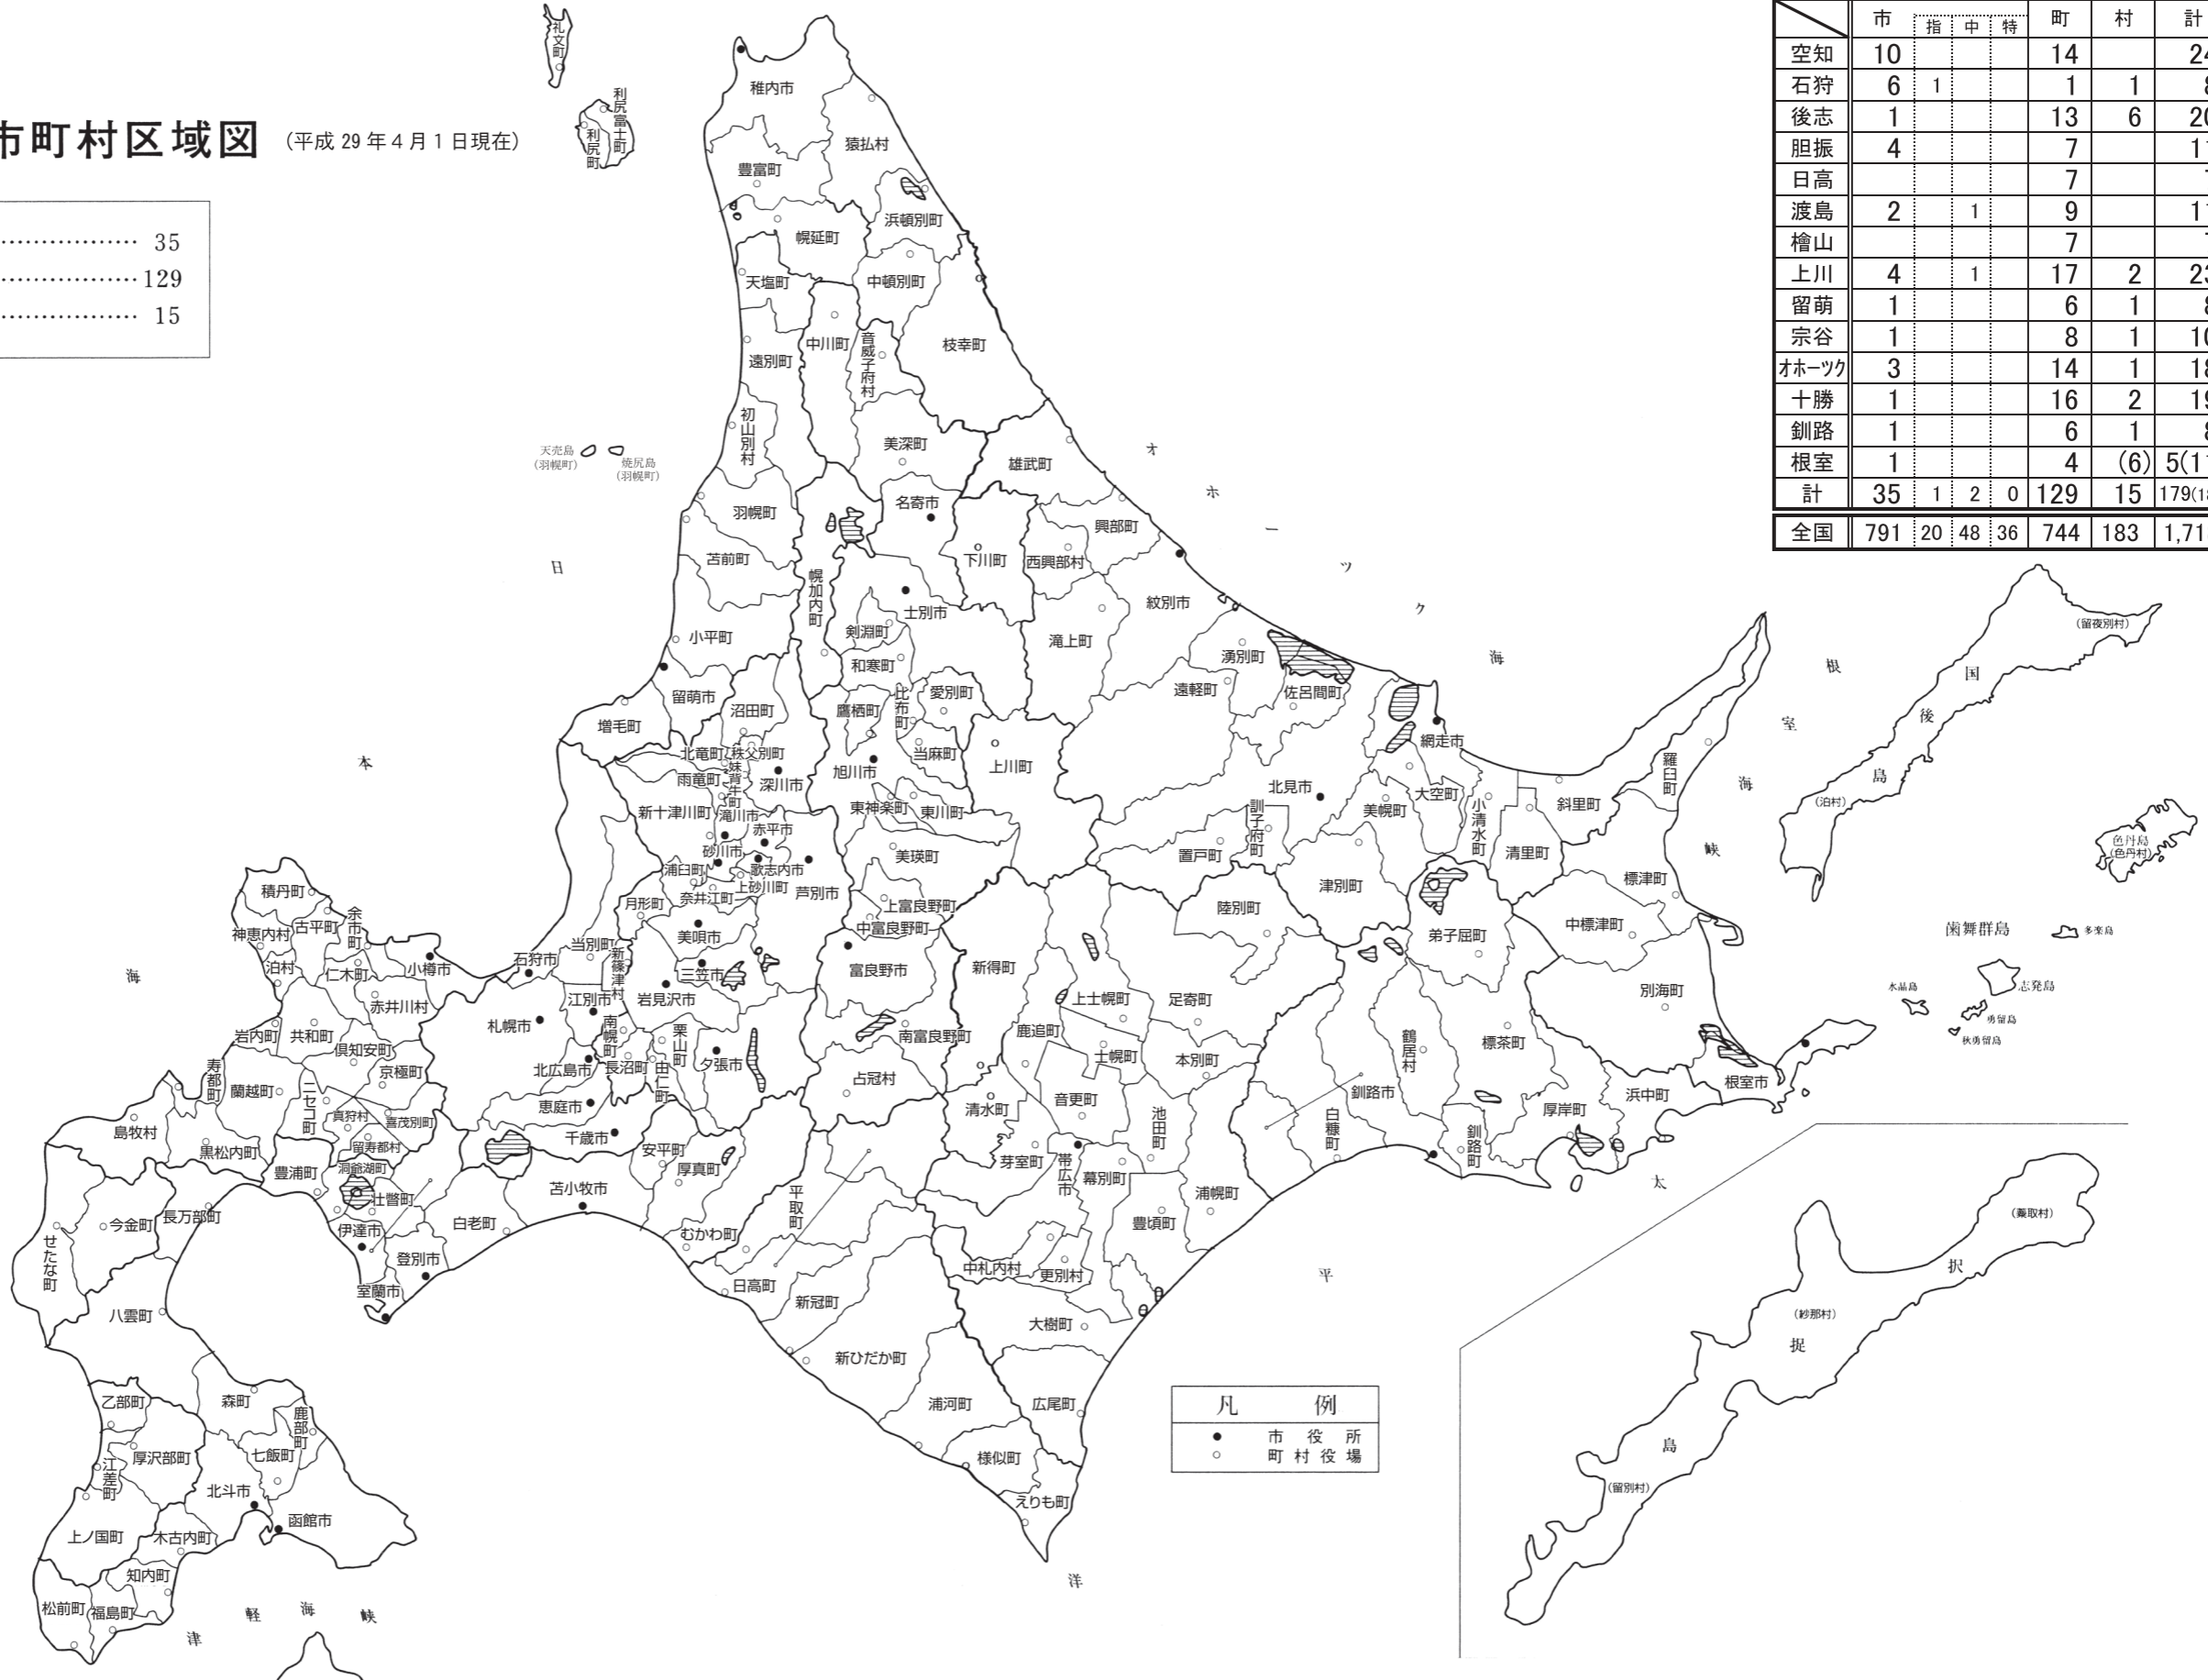 市町村区域図 (平成29年4月1日現在)
……………… 35
………………129
……………… 15
市 指 中 特 町 村 計
空知 10 14 24
石狩 6 1 1 1 8
後志 1 13 6 20
胆振 4 7 11
日高 7
渡島 2 1 9 11
檜山 7
上川 4 1 17 2 23
留萌 1 6 1 8
宗谷 1 8 1 10
オホーツク 3 14 1 18
十勝 1 16 2 19
釧路 1 6 1 8
根室 1 4 (6) 5(11
計 35 1 2 0 129 15 179(18
全国 791 20 48 36 744 183 1,71
礼文町
利尻富士町
利尻町
稚内市
猿払村
豊富町
浜頓別町
幌延町
天塩町
中頓別町
中川町
音威子府村
枝幸町
遠別町
初山別村
美深町
雄武町
天売島
(羽幌町)
焼尻島
(羽幌町)
羽幌町
名寄市
興部町
苫前町
下川町
西興部村
幌加内町
紋別市
士別市
剣淵町
小平町
滝上町
和寒町
湧別町
留萌市
比布町
愛別町
遠軽町
佐呂間町
増毛町
沼田町
鷹栖町
網走市
北竜町
秩父別町
当麻町
上川町
羅臼町
雨竜町
妹背牛町
深川市
旭川市
北見市
大空町
斜里町
新十津川町
滝川市
東神楽町
東川町
訓子府町
美幌町
小清水町
赤平市
砂川市
美瑛町
置戸町
清里町
浦臼町
歌志内市
上砂川町
芦別市
津別町
標津町
奈井江町
月形町
上富良野町
陸別町
中標津町
積丹町
余市町
古平町
神恵内村
中富良野町
弟子屈町
美唄市
当別町
新篠津村
石狩市
泊村
仁木町
小樽市
三笠市
富良野市
新得町
赤井川村
江別市
岩見沢市
上士幌町
足寄町
別海町
札幌市
岩内町
共和町
南幌町
栗山町
南富良野町
鹿追町
鶴居村
標茶町
倶知安町
夕張市
士幌町
本別町
寿都町
蘭越町
ニセコ町
京極町
北広島市
長沼町
由仁町
占冠村
根室市
釧路市
浜中町
真狩村
喜茂別町
恵庭市
清水町
音更町
池田町
白糠町
厚岸町
島牧村
黒松内町
留寿都村
千歳市
安平町
釧路町
豊浦町
洞爺湖町
厚真町
芽室町
帯広市
幕別町
壮瞥町
苫小牧市
平取町
浦幌町
今金町
長万部町
伊達市
白老町
むかわ町
豊頃町
せたな町
登別市
中札内村
更別村
室蘭市
日高町
新冠町
八雲町
大樹町
新ひだか町
乙部町
森町
鹿部町
浦河町
広尾町
厚沢部町
七飯町
江差町
様似町
北斗市
えりも町
函館市
上ノ国町
木古内町
知内町
松前町
福島町
日本海
オホーツク海
根室海峡
太平洋
津軽海峡
国後島
(留夜別村)
(泊村)
色丹島
(色丹村)
歯舞群島
多楽島
志発島
水晶島
勇留島
秋勇留島
択捉島
(蘂取村)
(紗那村)
(留別村)
凡例
● 市役所
○ 町村役場